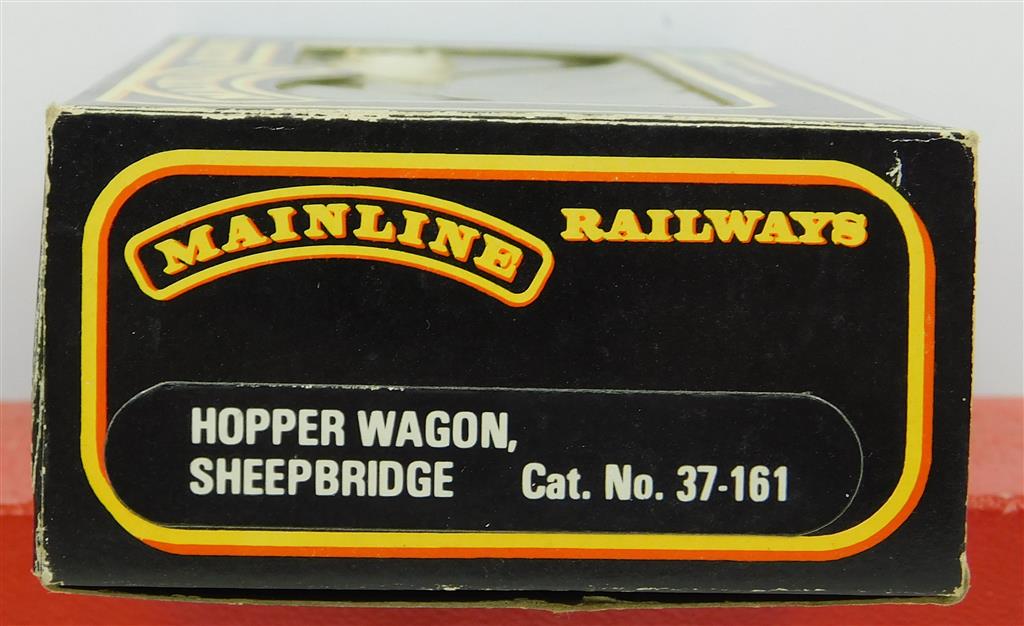 MAINLINE RAILWAYS
HOPPER WAGON,
SHEEPBRIDGE Cat. No. 37-161